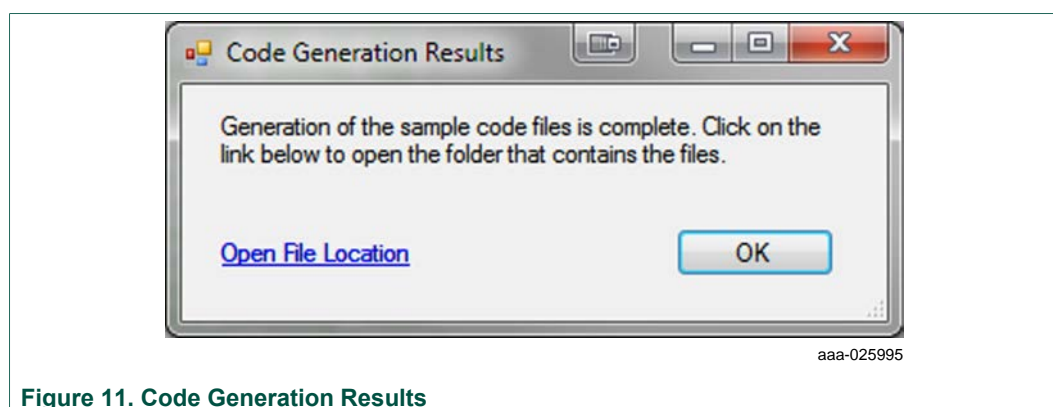 Code Generation Results
Generation of the sample code files is complete. Click on the
link below to open the folder that contains the files.
Open File Location
OK
aaa-025995
Figure 11. Code Generation Results